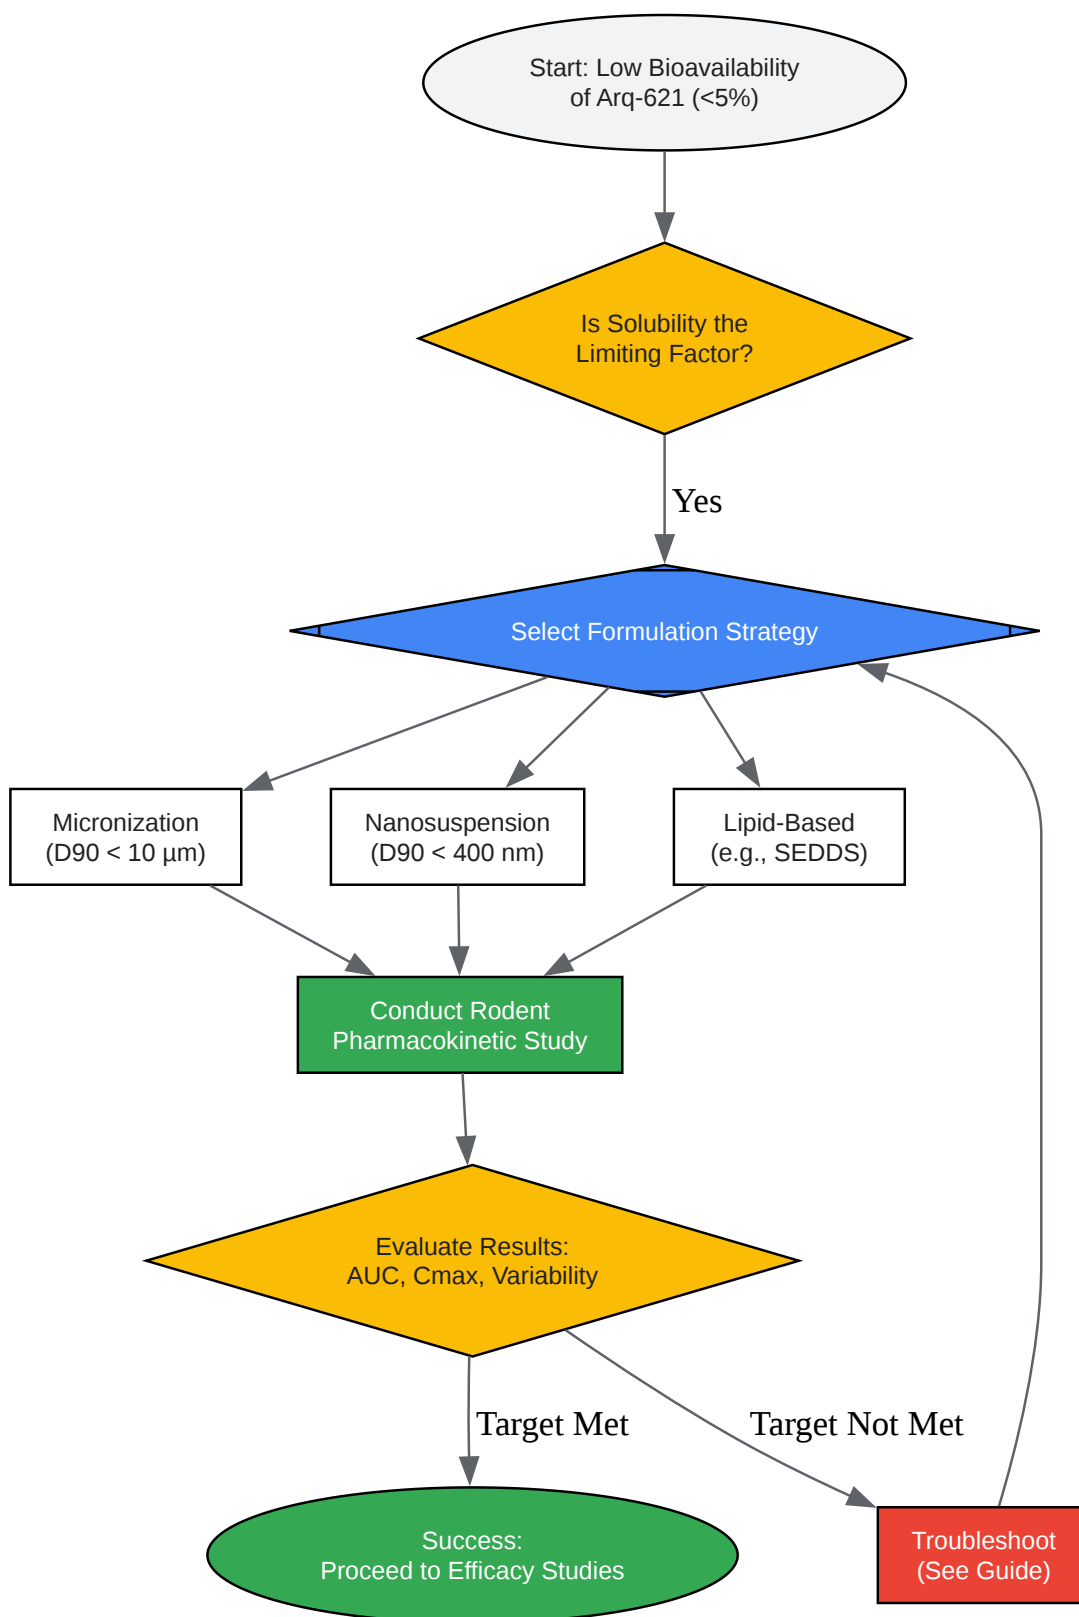 Start: Low Bioavailability
of Arq-621 (<5%)
Is Solubility the
Limiting Factor?
Yes
Select Formulation Strategy
Micronization
(D90 < 10 µm)
Nanosuspension
(D90 < 400 nm)
Lipid-Based
(e.g., SEDDS)
Conduct Rodent
Pharmacokinetic Study
Evaluate Results:
AUC, Cmax, Variability
Target Met
Target Not Met
Success:
Proceed to Efficacy Studies
Troubleshoot
(See Guide)